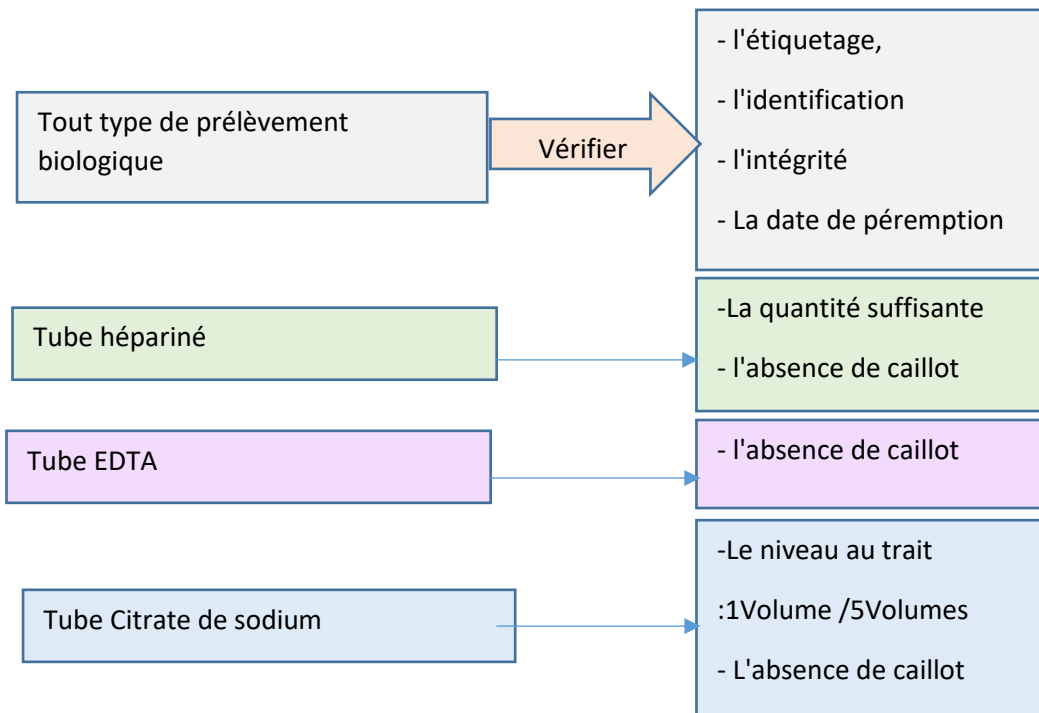 Tout type de prélèvement
biologique
Vérifier
- l'étiquetage,
- l'identification
- l'intégrité
- La date de péremption
Tube hépariné
-La quantité suffisante
- l'absence de caillot
Tube EDTA
- l'absence de caillot
Tube Citrate de sodium
-Le niveau au trait
:1Volume /5Volumes
- L'absence de caillot